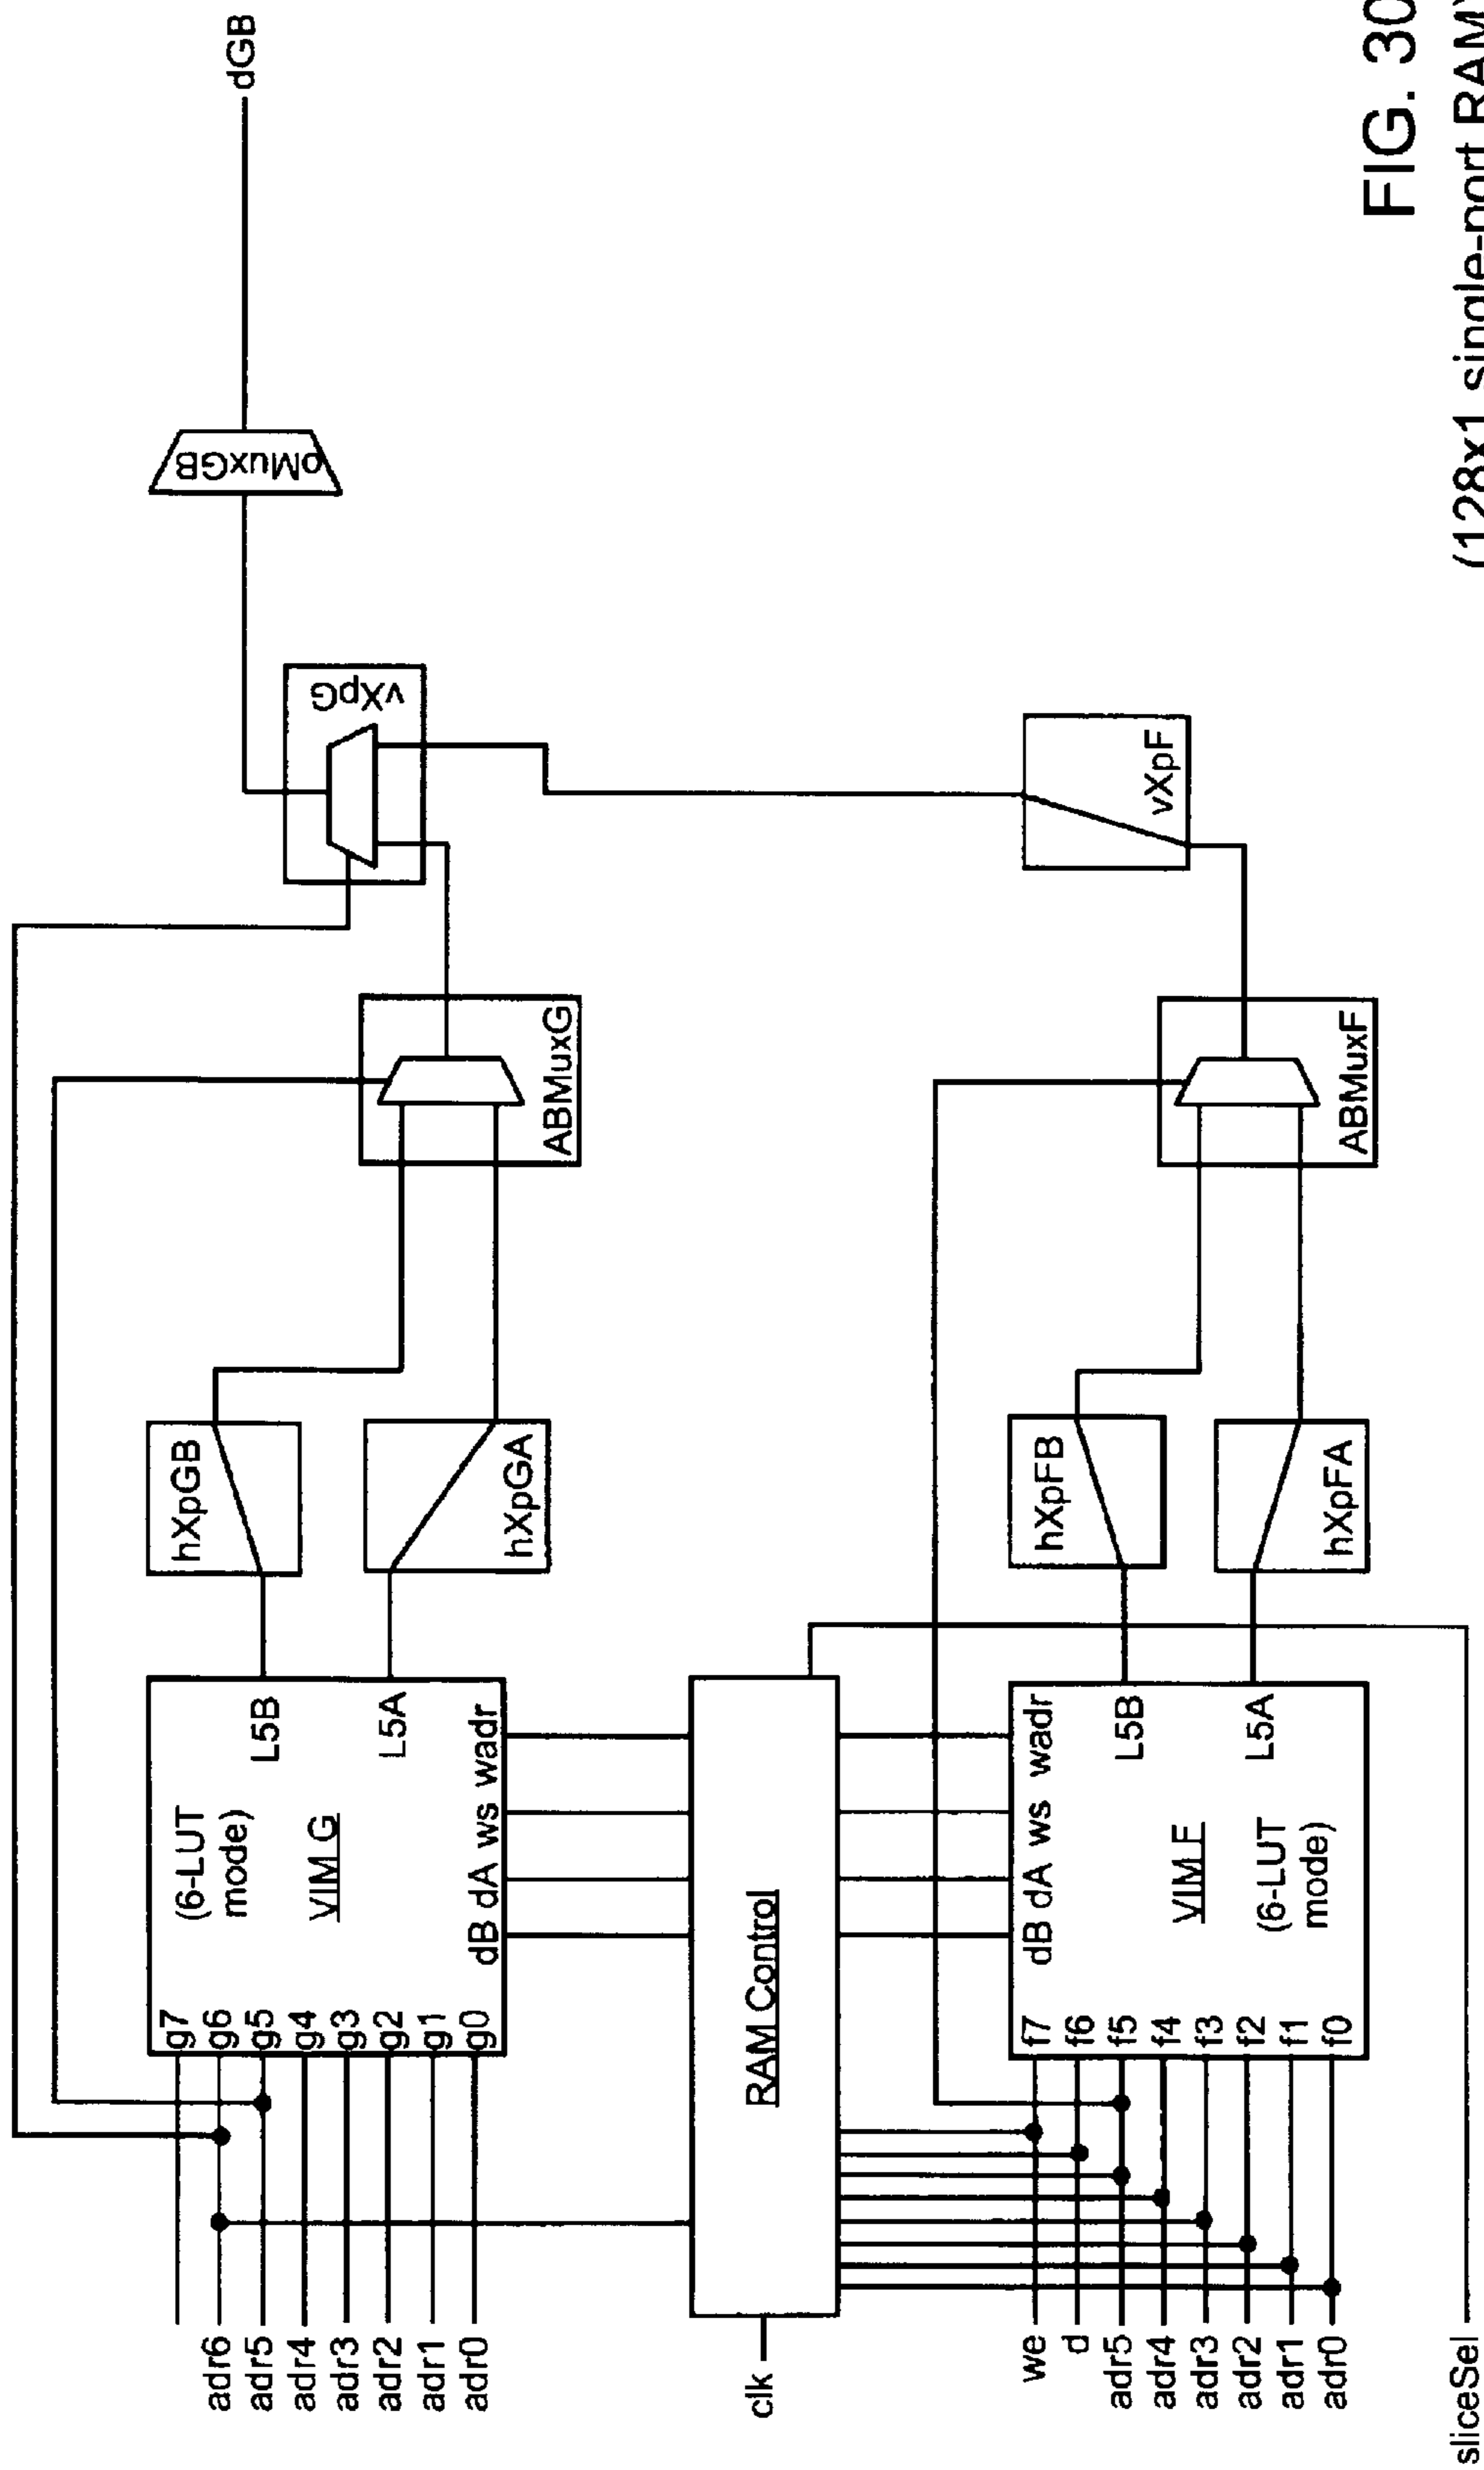 dGB
oMuxGB
vXpG
vXpF
ABMuxG
ABMuxF
hXpGB
hXpGA
hXpFB
hXpFA
(6-LUT
mode)
VIM G
L5B
L5A
dB dA ws wadr
g7
g6
g5
g4
g3
g2
g1
g0
adr6
adr5
adr4
adr3
adr2
adr1
adr0
RAM Control
clk
dB dA ws wadr
L5B
L5A
VIM F
(6-LUT
mode)
f7
f6
f5
f4
f3
f2
f1
f0
we
d
adr5
adr4
adr3
adr2
adr1
adr0
sliceSel
FIG. 30
(128x1 single-port RAM)